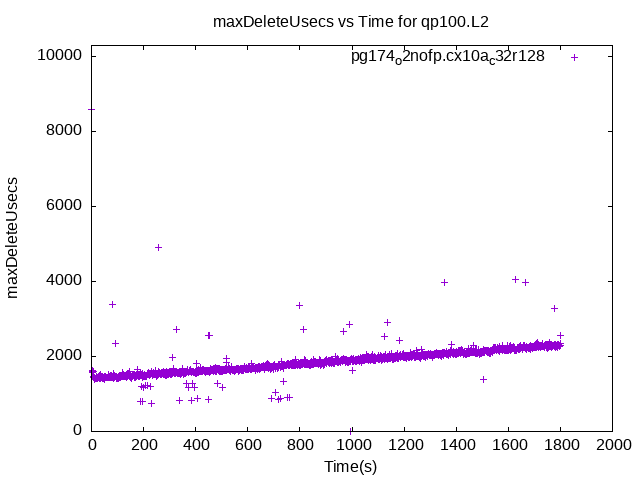 maxDeleteUsecs vs Time for qp100.L2
pg174_o2nofp.cx10a_c32r128
10000
8000
6000
4000
2000
0
maxDeleteUsecs
0 200 400 600 800 1000 1200 1400 1600 1800 2000
Time(s)